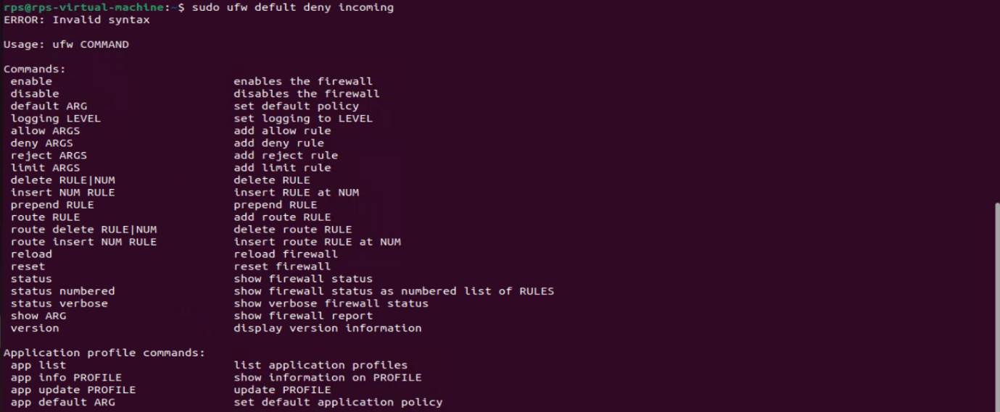 rps@rps-virtual-machine:~$ sudo ufw defult deny incoming
ERROR: Invalid syntax
Usage: ufw COMMAND
Commands:
enable enables the firewall
disable disables the firewall
default ARG set default policy
logging LEVEL set logging to LEVEL
allow ARGS add allow rule
deny ARGS add deny rule
reject ARGS add reject rule
limit ARGS add limit rule
delete RULE|NUM delete RULE
insert NUM RULE insert RULE at NUM
prepend RULE prepend RULE
route RULE add route RULE
route delete RULE|NUM delete route RULE
route insert NUM RULE insert route RULE at NUM
reload reload firewall
reset reset firewall
status show firewall status
status numbered show firewall status as numbered list of RULES
status verbose show verbose firewall status
show ARG show firewall report
version display version information
Application profile commands:
app list list application profiles
app info PROFILE show information on PROFILE
app update PROFILE update PROFILE
app default ARG set default application policy